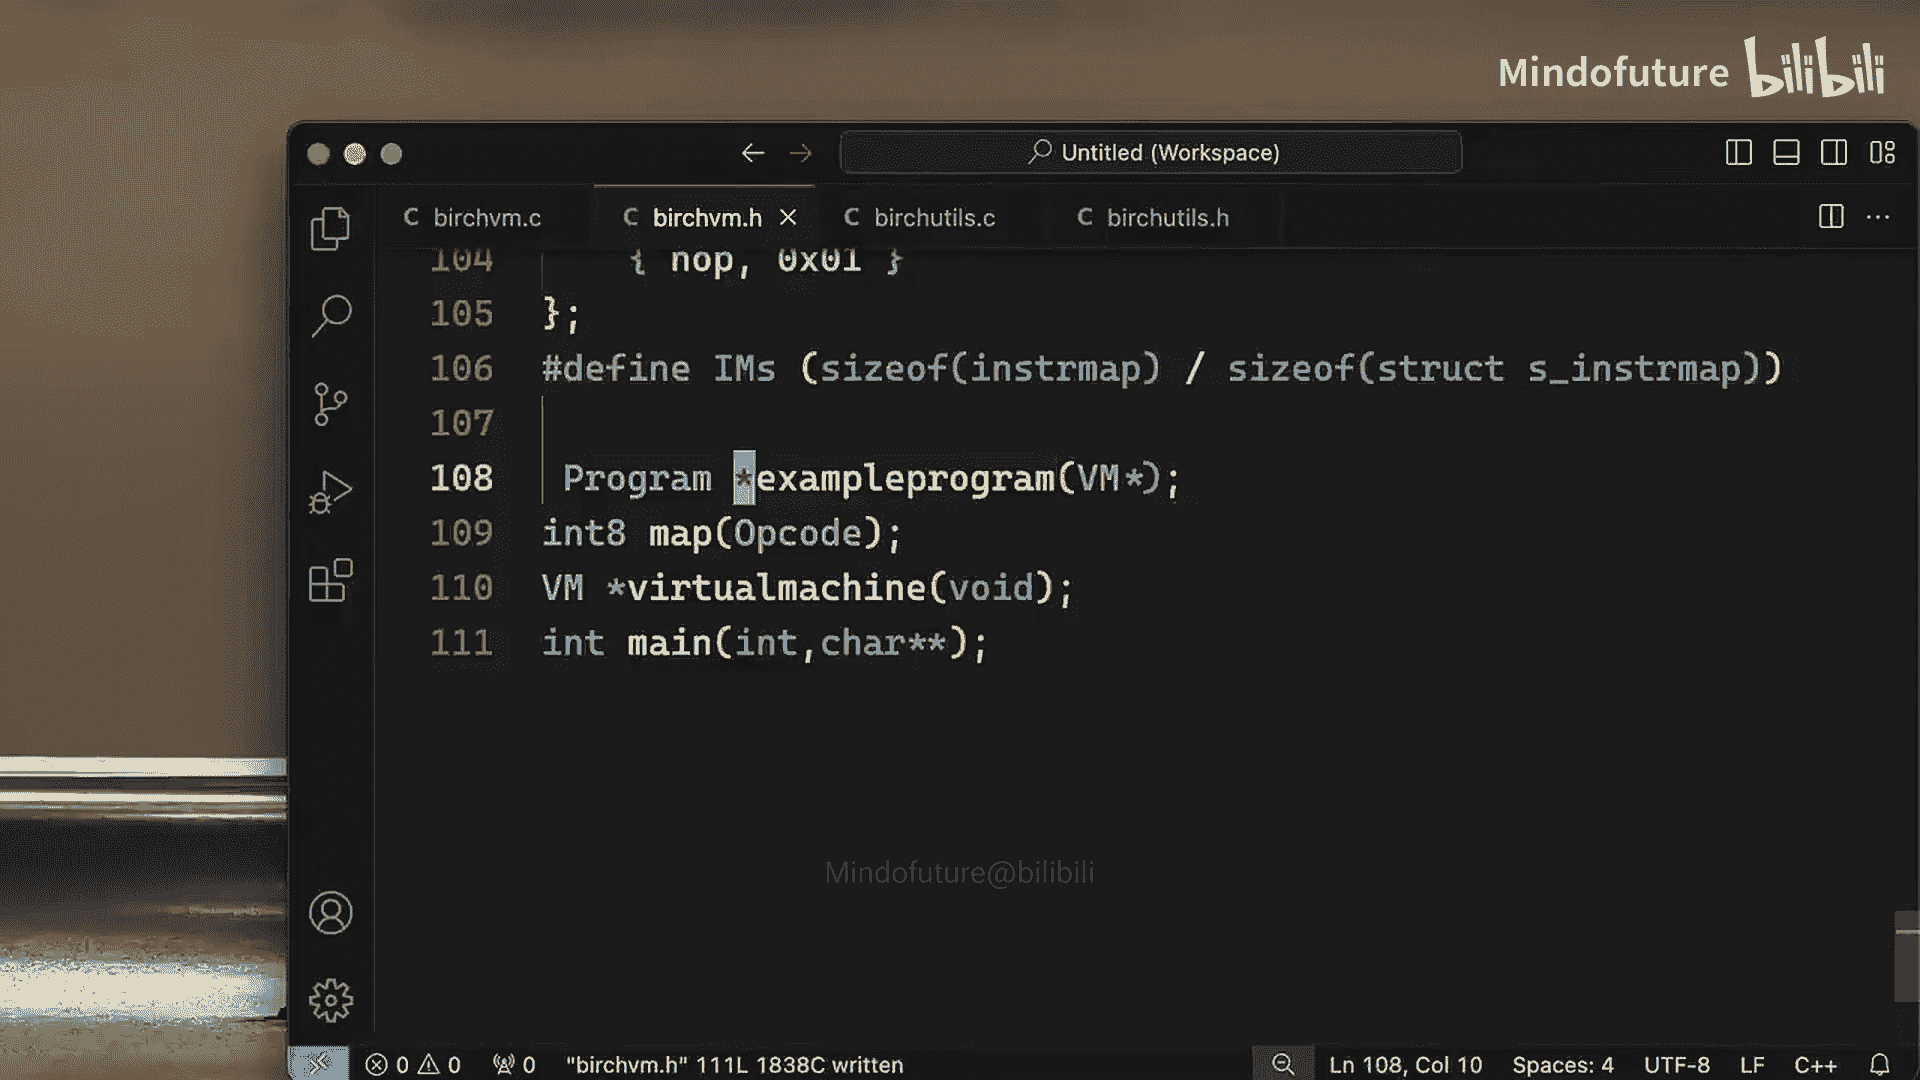 Mindofuture bilibili
Untitled (Workspace)
C birchvm.c C birchvm.h C birchutils.c C birchutils.h
104 { nop, 0x01 }
105 };
106 #define IMs (sizeof(instrmap) / sizeof(struct s_instrmap))
107
108 Program *exampleprogram(VM*);
109 int8 map(Opcode);
110 VM *virtualmachine(void);
111 int main(int,char**);
Mindofuture@bilibili
0 0 0 "birchvm.h" 111L 1838C written Ln 108, Col 10 Spaces: 4 UTF-8 LF C++